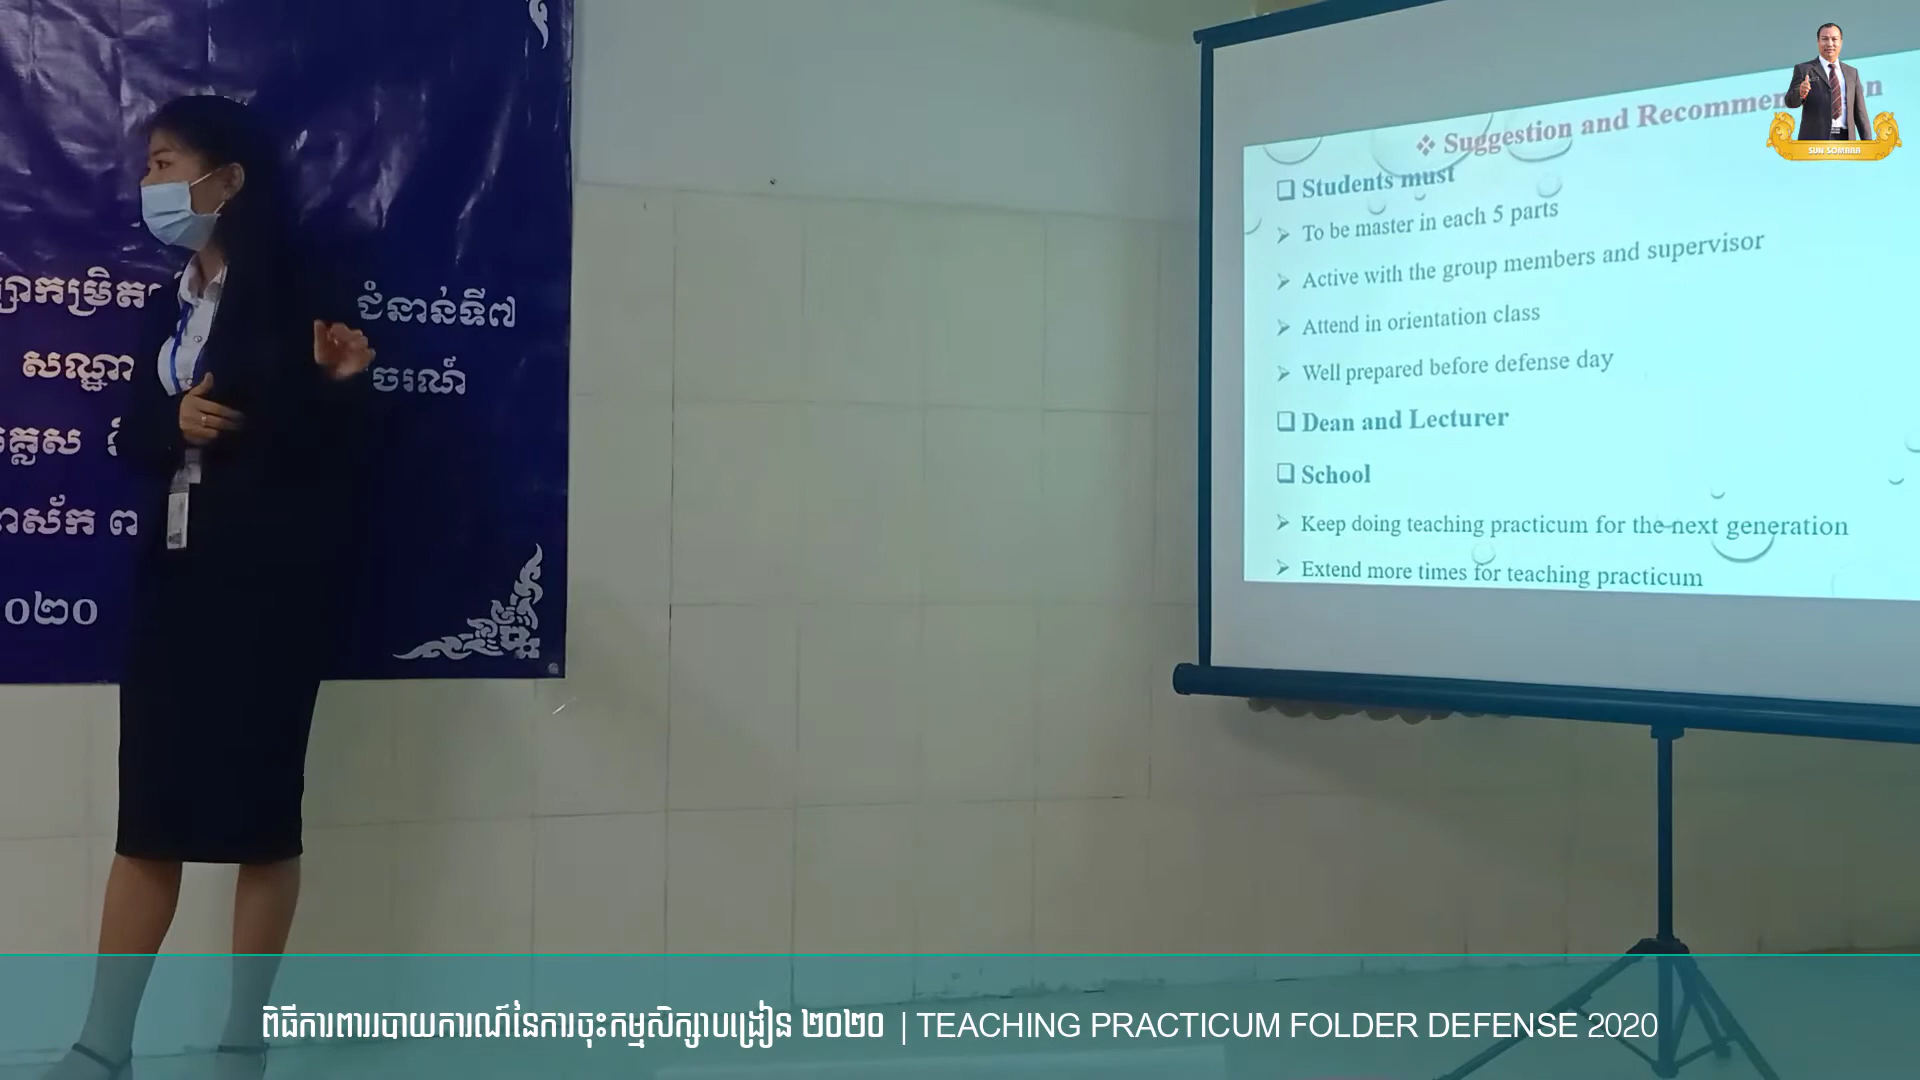 ជំនាន់ទី៧
សណ្ឋា
ចរណ៍
០២០
❖ Suggestion and
❑ Students must
➢ To be master in each 5 parts
➢ Active with the group members and supervisor
➢ Attend in orientation class
➢ Well prepared before defense day
❑ Dean and Lecturer
❑ School
➢ Keep doing teaching practicum for the next generation
➢ Extend more times for teaching practicum
SUN SOMARA
ពិធីការពាររបាយការណ៍នៃការចុះកម្មសិក្សាបង្រៀន ២០២០ | TEACHING PRACTICUM FOLDER DEFENSE 2020